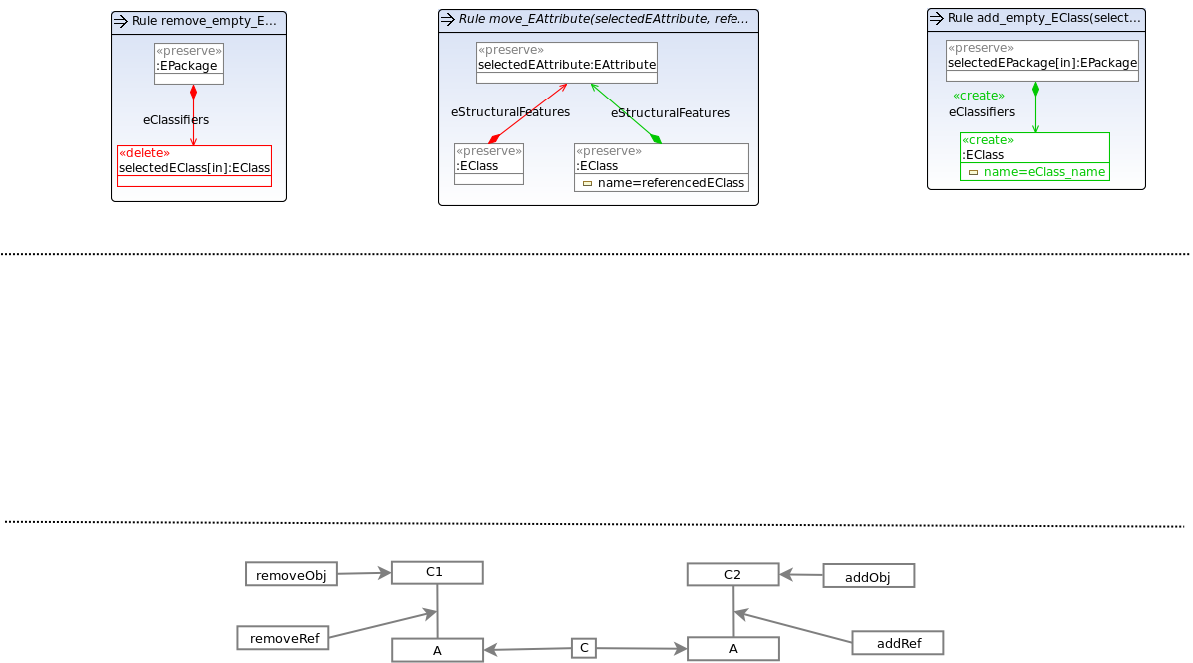 Rule remove_empty_E...
«preserve»
:EPackage
eClassifiers
«delete»
selectedEClass[in]:EClass
Rule move_EAttribute(selectedEAttribute, refe...
«preserve»
selectedEAttribute:EAttribute
eStructuralFeatures
eStructuralFeatures
«preserve»
:EClass
«preserve»
:EClass
name=referencedEClass
Rule add_empty_EClass(select...
«preserve»
selectedEPackage[in]:EPackage
«create»
eClassifiers
«create»
:EClass
name=eClass_name
removeObj
C1
removeRef
A
C
C2
addObj
A
addRef